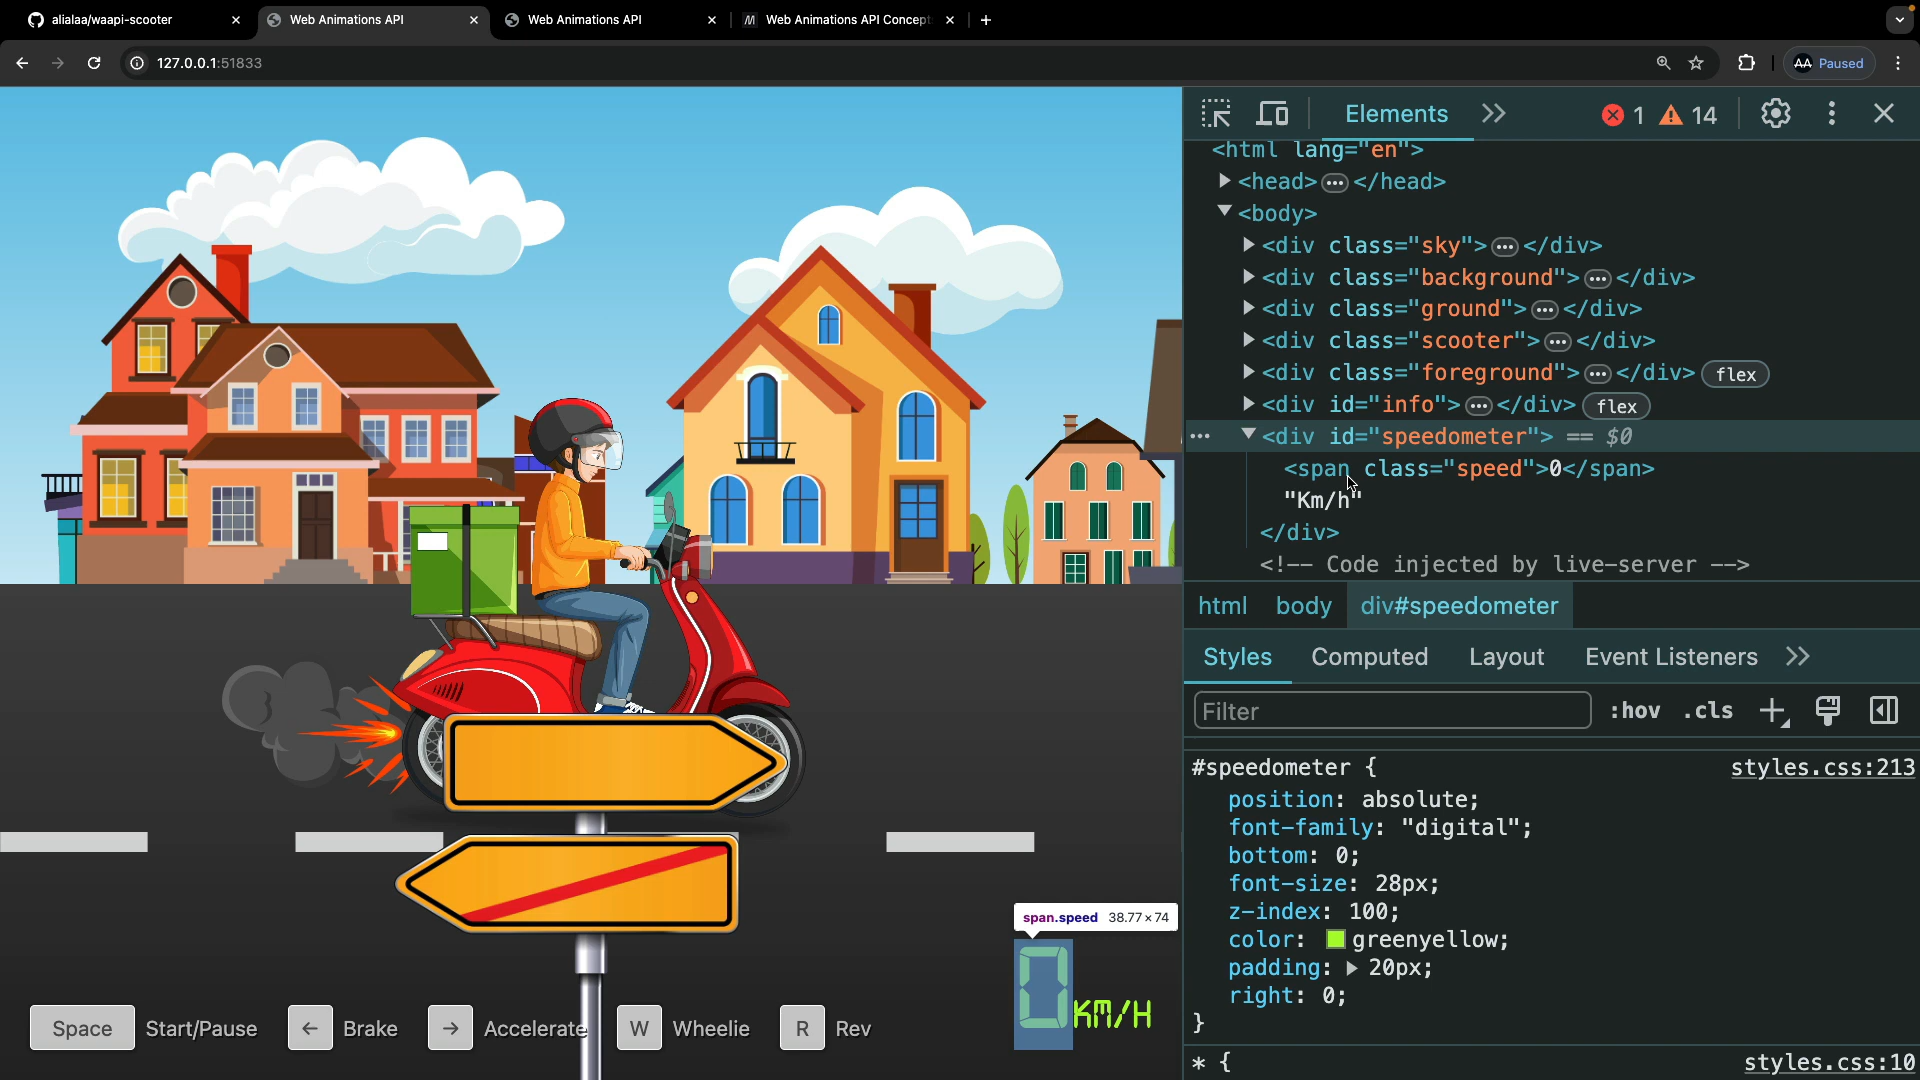 alialaa/waapi-scooter
Web Animations API
Web Animations API
Web Animations API Concept
127.0.0.1:51833
AA Paused
Elements
1
14
<html lang="en">
<head> ··· </head>
<body>
<div class="sky"> ··· </div>
<div class="background"> ··· </div>
<div class="ground"> ··· </div>
<div class="scooter"> ··· </div>
<div class="foreground"> ··· </div> flex
<div id="info"> ··· </div> flex
··· <div id="speedometer"> == $0
<span class="speed">0</span>
"Km/h"
</div>
<!-- Code injected by live-server -->
html body div#speedometer
Styles Computed Layout Event Listeners
Filter :hov .cls
#speedometer { styles.css:213
position: absolute;
font-family: "digital";
bottom: 0;
font-size: 28px;
z-index: 100;
color: greenyellow;
padding: 20px;
right: 0;
}
* { styles.css:10
span.speed 38.77×74
0 KM/H
Space Start/Pause ← Brake → Accelerate W Wheelie R Rev